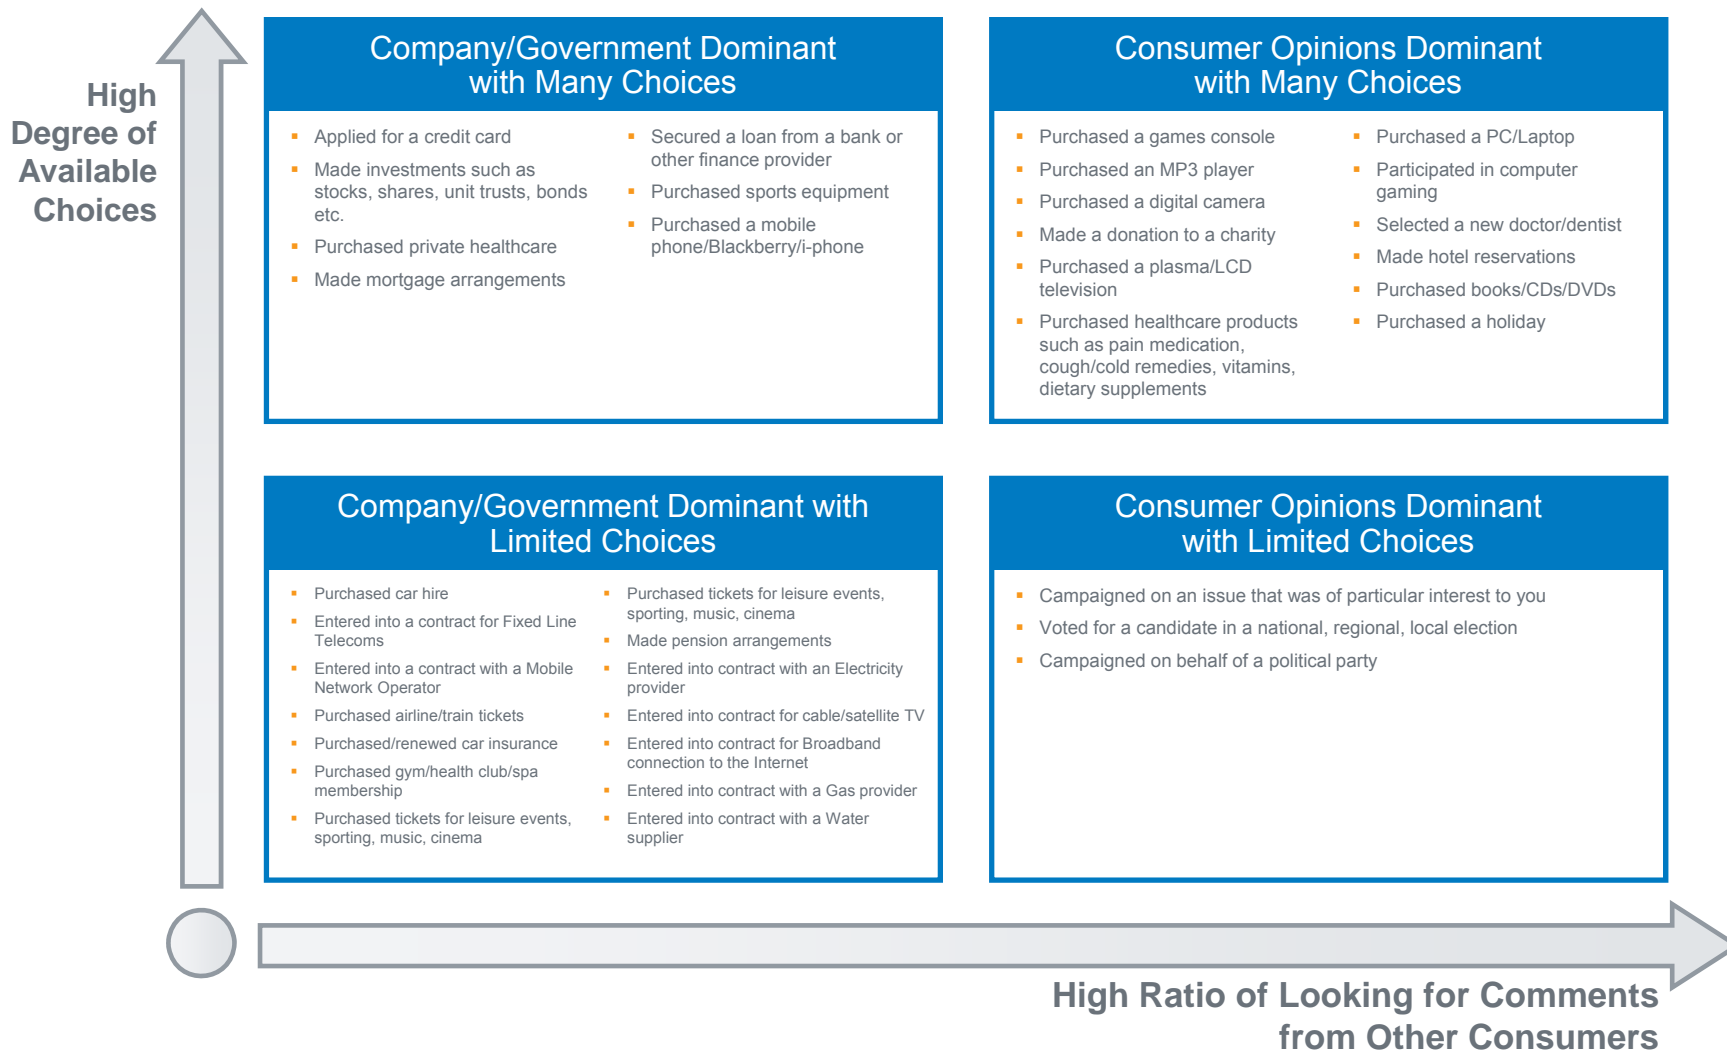 High
Degree of
Available
Choices
Company/Government Dominant
with Many Choices
Applied for a credit card
Made investments such as
stocks, shares, unit trusts, bonds
etc.
Purchased private healthcare
Made mortgage arrangements
Secured a loan from a bank or
other finance provider
Purchased sports equipment
Purchased a mobile
phone/Blackberry/i-phone
Consumer Opinions Dominant
with Many Choices
Purchased a games console
Purchased an MP3 player
Purchased a digital camera
Made a donation to a charity
Purchased a plasma/LCD
television
Purchased healthcare products
such as pain medication,
cough/cold remedies, vitamins,
dietary supplements
Purchased a PC/Laptop
Participated in computer
gaming
Selected a new doctor/dentist
Made hotel reservations
Purchased books/CDs/DVDs
Purchased a holiday
Company/Government Dominant with
Limited Choices
Purchased car hire
Entered into a contract for Fixed Line
Telecoms
Entered into a contract with a Mobile
Network Operator
Purchased airline/train tickets
Purchased/renewed car insurance
Purchased gym/health club/spa
membership
Purchased tickets for leisure events,
sporting, music, cinema
Purchased tickets for leisure events,
sporting, music, cinema
Made pension arrangements
Entered into contract with an Electricity
provider
Entered into contract for cable/satellite TV
Entered into contract for Broadband
connection to the Internet
Entered into contract with a Gas provider
Entered into contract with a Water
supplier
Consumer Opinions Dominant
with Limited Choices
Campaigned on an issue that was of particular interest to you
Voted for a candidate in a national, regional, local election
Campaigned on behalf of a political party
High Ratio of Looking for Comments
from Other Consumers